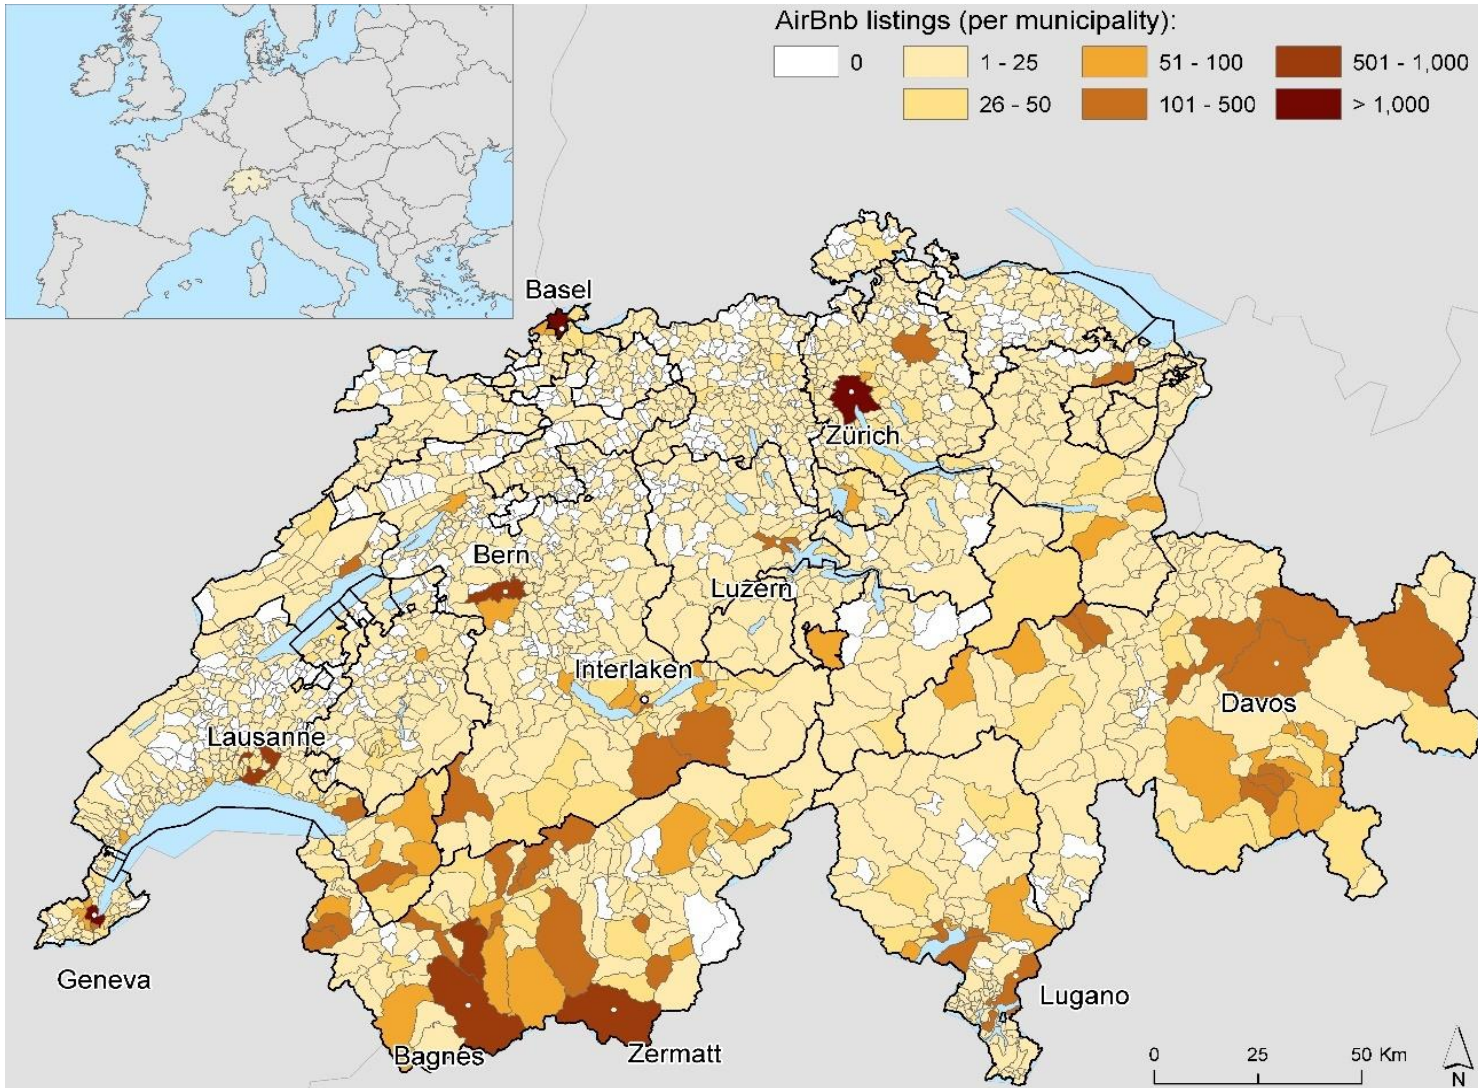 AirBnb listings (per municipality):
0
1 - 25
51 - 100
501 - 1,000
26 - 50
101 - 500
> 1,000
Basel
Zürich
Bern
Luzern
Interlaken
Davos
Lausanne
Geneva
Lugano
Bagnes
Zermatt
0 25 50 Km
N